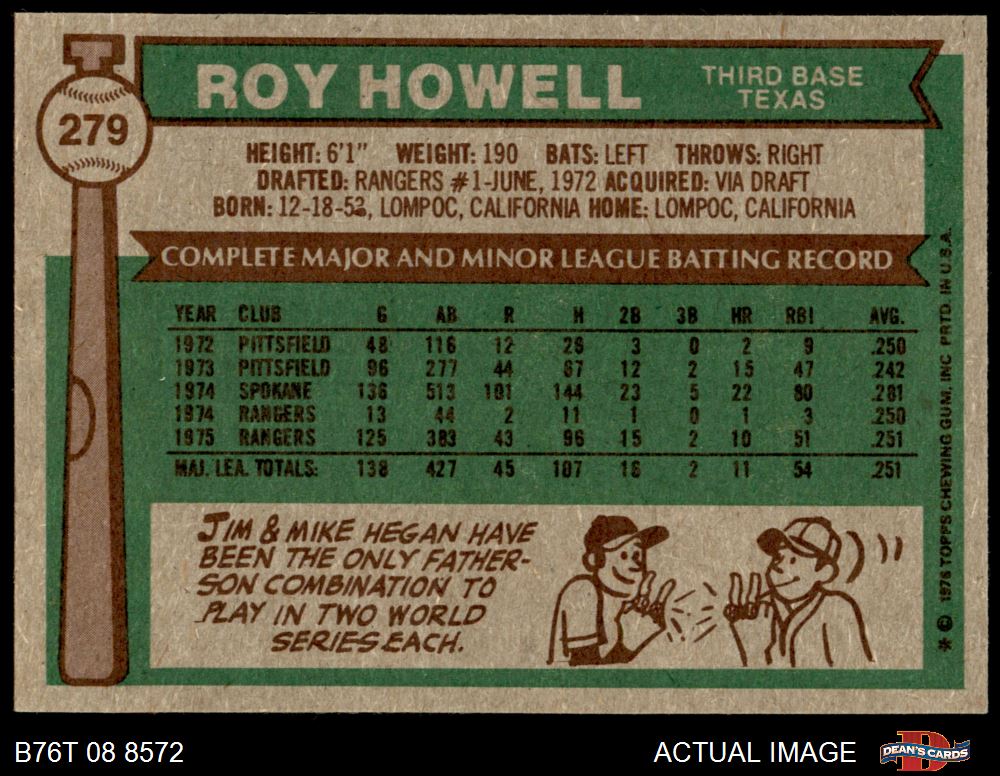 279
ROY HOWELL
THIRD BASE
TEXAS
HEIGHT: 6'1" WEIGHT: 190 BATS: LEFT THROWS: RIGHT
DRAFTED: RANGERS #1-JUNE, 1972 ACQUIRED: VIA DRAFT
BORN: 12-18-53, LOMPOC, CALIFORNIA HOME: LOMPOC, CALIFORNIA
COMPLETE MAJOR AND MINOR LEAGUE BATTING RECORD
YEAR CLUB G AB R H 2B 3B HR RBI AVG.
1972 PITTSFIELD 48 116 12 29 3 0 2 9 .250
1973 PITTSFIELD 96 277 44 67 12 2 15 47 .242
1974 SPOKANE 136 513 101 144 23 5 22 80 .281
1974 RANGERS 13 44 2 11 1 0 1 3 .250
1975 RANGERS 125 383 43 96 15 2 10 51 .251
MAJ. LEA. TOTALS: 138 427 45 107 16 2 11 54 .251
JIM & MIKE HEGAN HAVE
BEEN THE ONLY FATHER-
SON COMBINATION TO
PLAY IN TWO WORLD
SERIES EACH.
* © 1976 TOPPS CHEWING GUM, INC. PRTD. IN U.S.A.
B76T 08 8572
ACTUAL IMAGE
DEAN'S CARDS